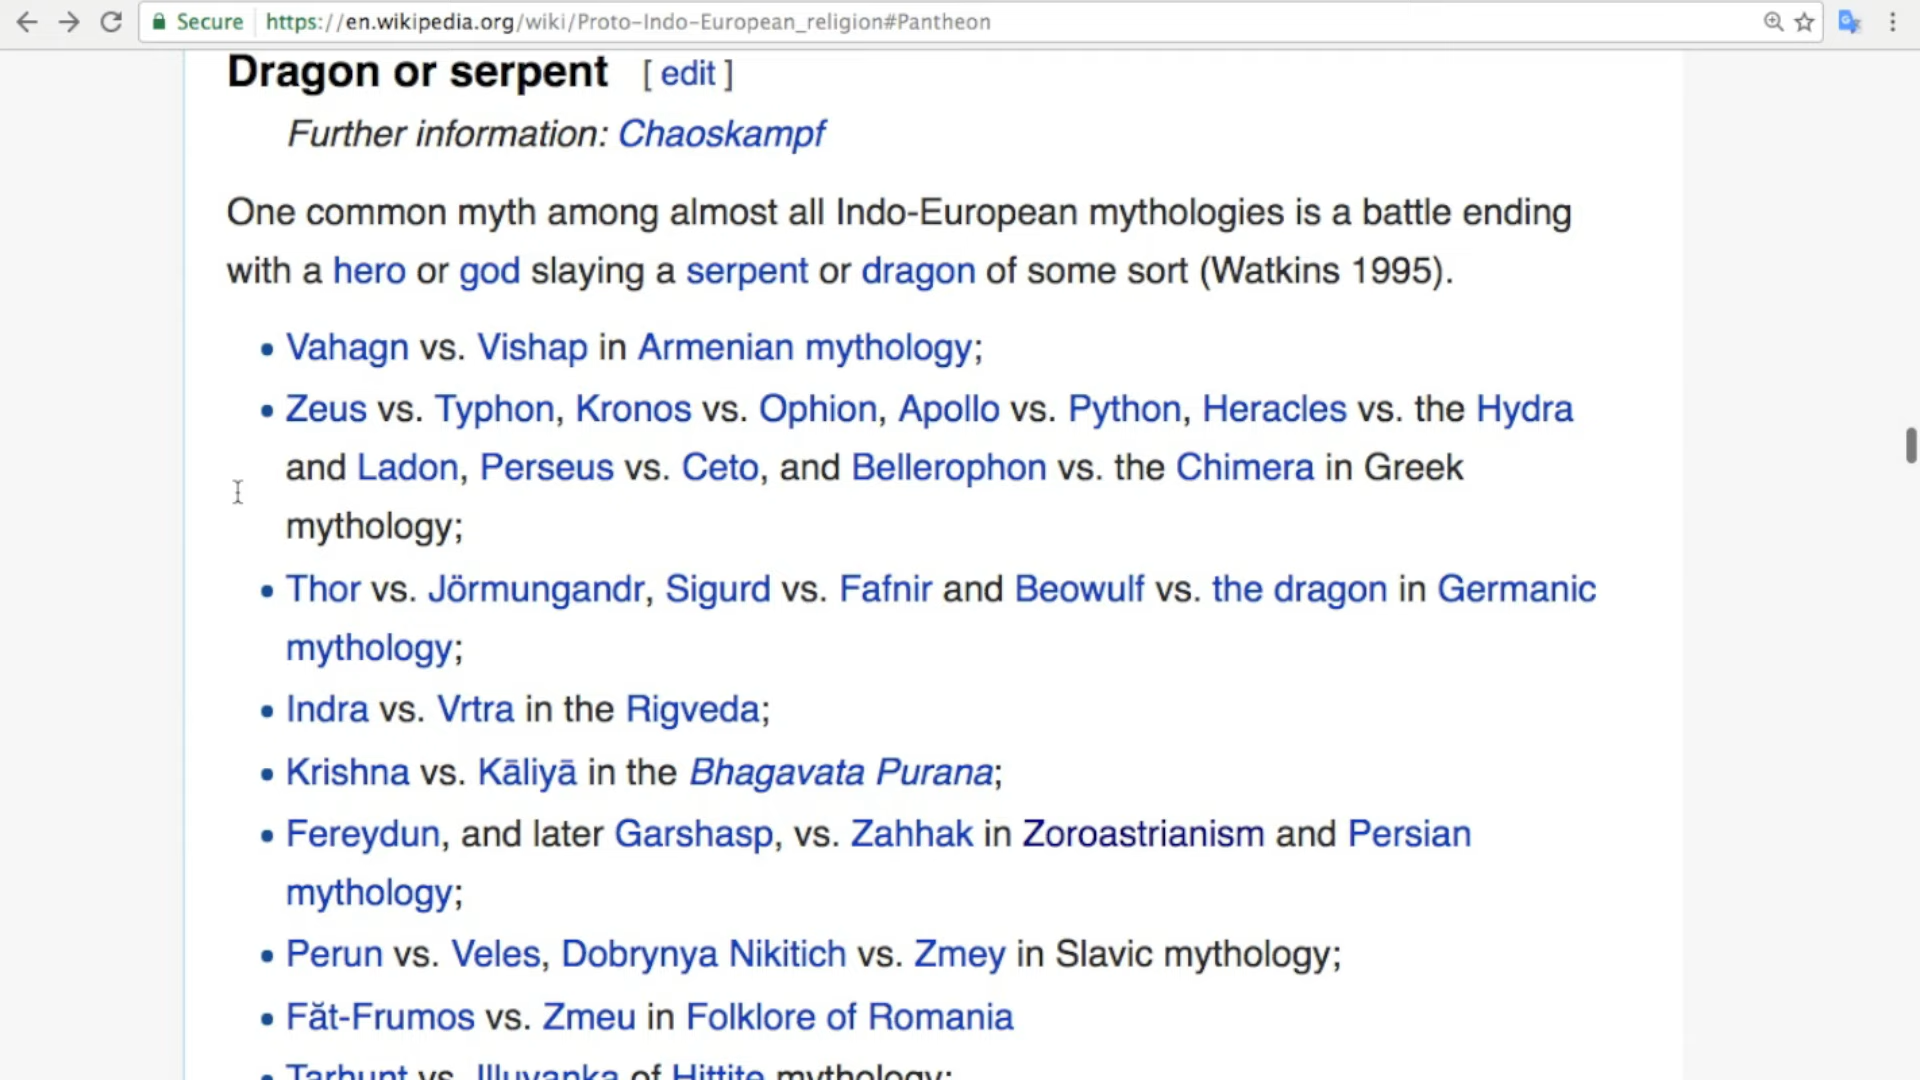 Secure https://en.wikipedia.org/wiki/Proto-Indo-European_religion#Pantheon
Dragon or serpent [ edit ]
Further information: Chaoskampf
One common myth among almost all Indo-European mythologies is a battle ending
with a hero or god slaying a serpent or dragon of some sort (Watkins 1995).
• Vahagn vs. Vishap in Armenian mythology;
• Zeus vs. Typhon, Kronos vs. Ophion, Apollo vs. Python, Heracles vs. the Hydra
and Ladon, Perseus vs. Ceto, and Bellerophon vs. the Chimera in Greek
mythology;
• Thor vs. Jörmungandr, Sigurd vs. Fafnir and Beowulf vs. the dragon in Germanic
mythology;
• Indra vs. Vrtra in the Rigveda;
• Krishna vs. Kāliyā in the Bhagavata Purana;
• Fereydun, and later Garshasp, vs. Zahhak in Zoroastrianism and Persian
mythology;
• Perun vs. Veles, Dobrynya Nikitich vs. Zmey in Slavic mythology;
• Făt-Frumos vs. Zmeu in Folklore of Romania
• Tarhunt vs. Illuyanka of Hittite mythology;